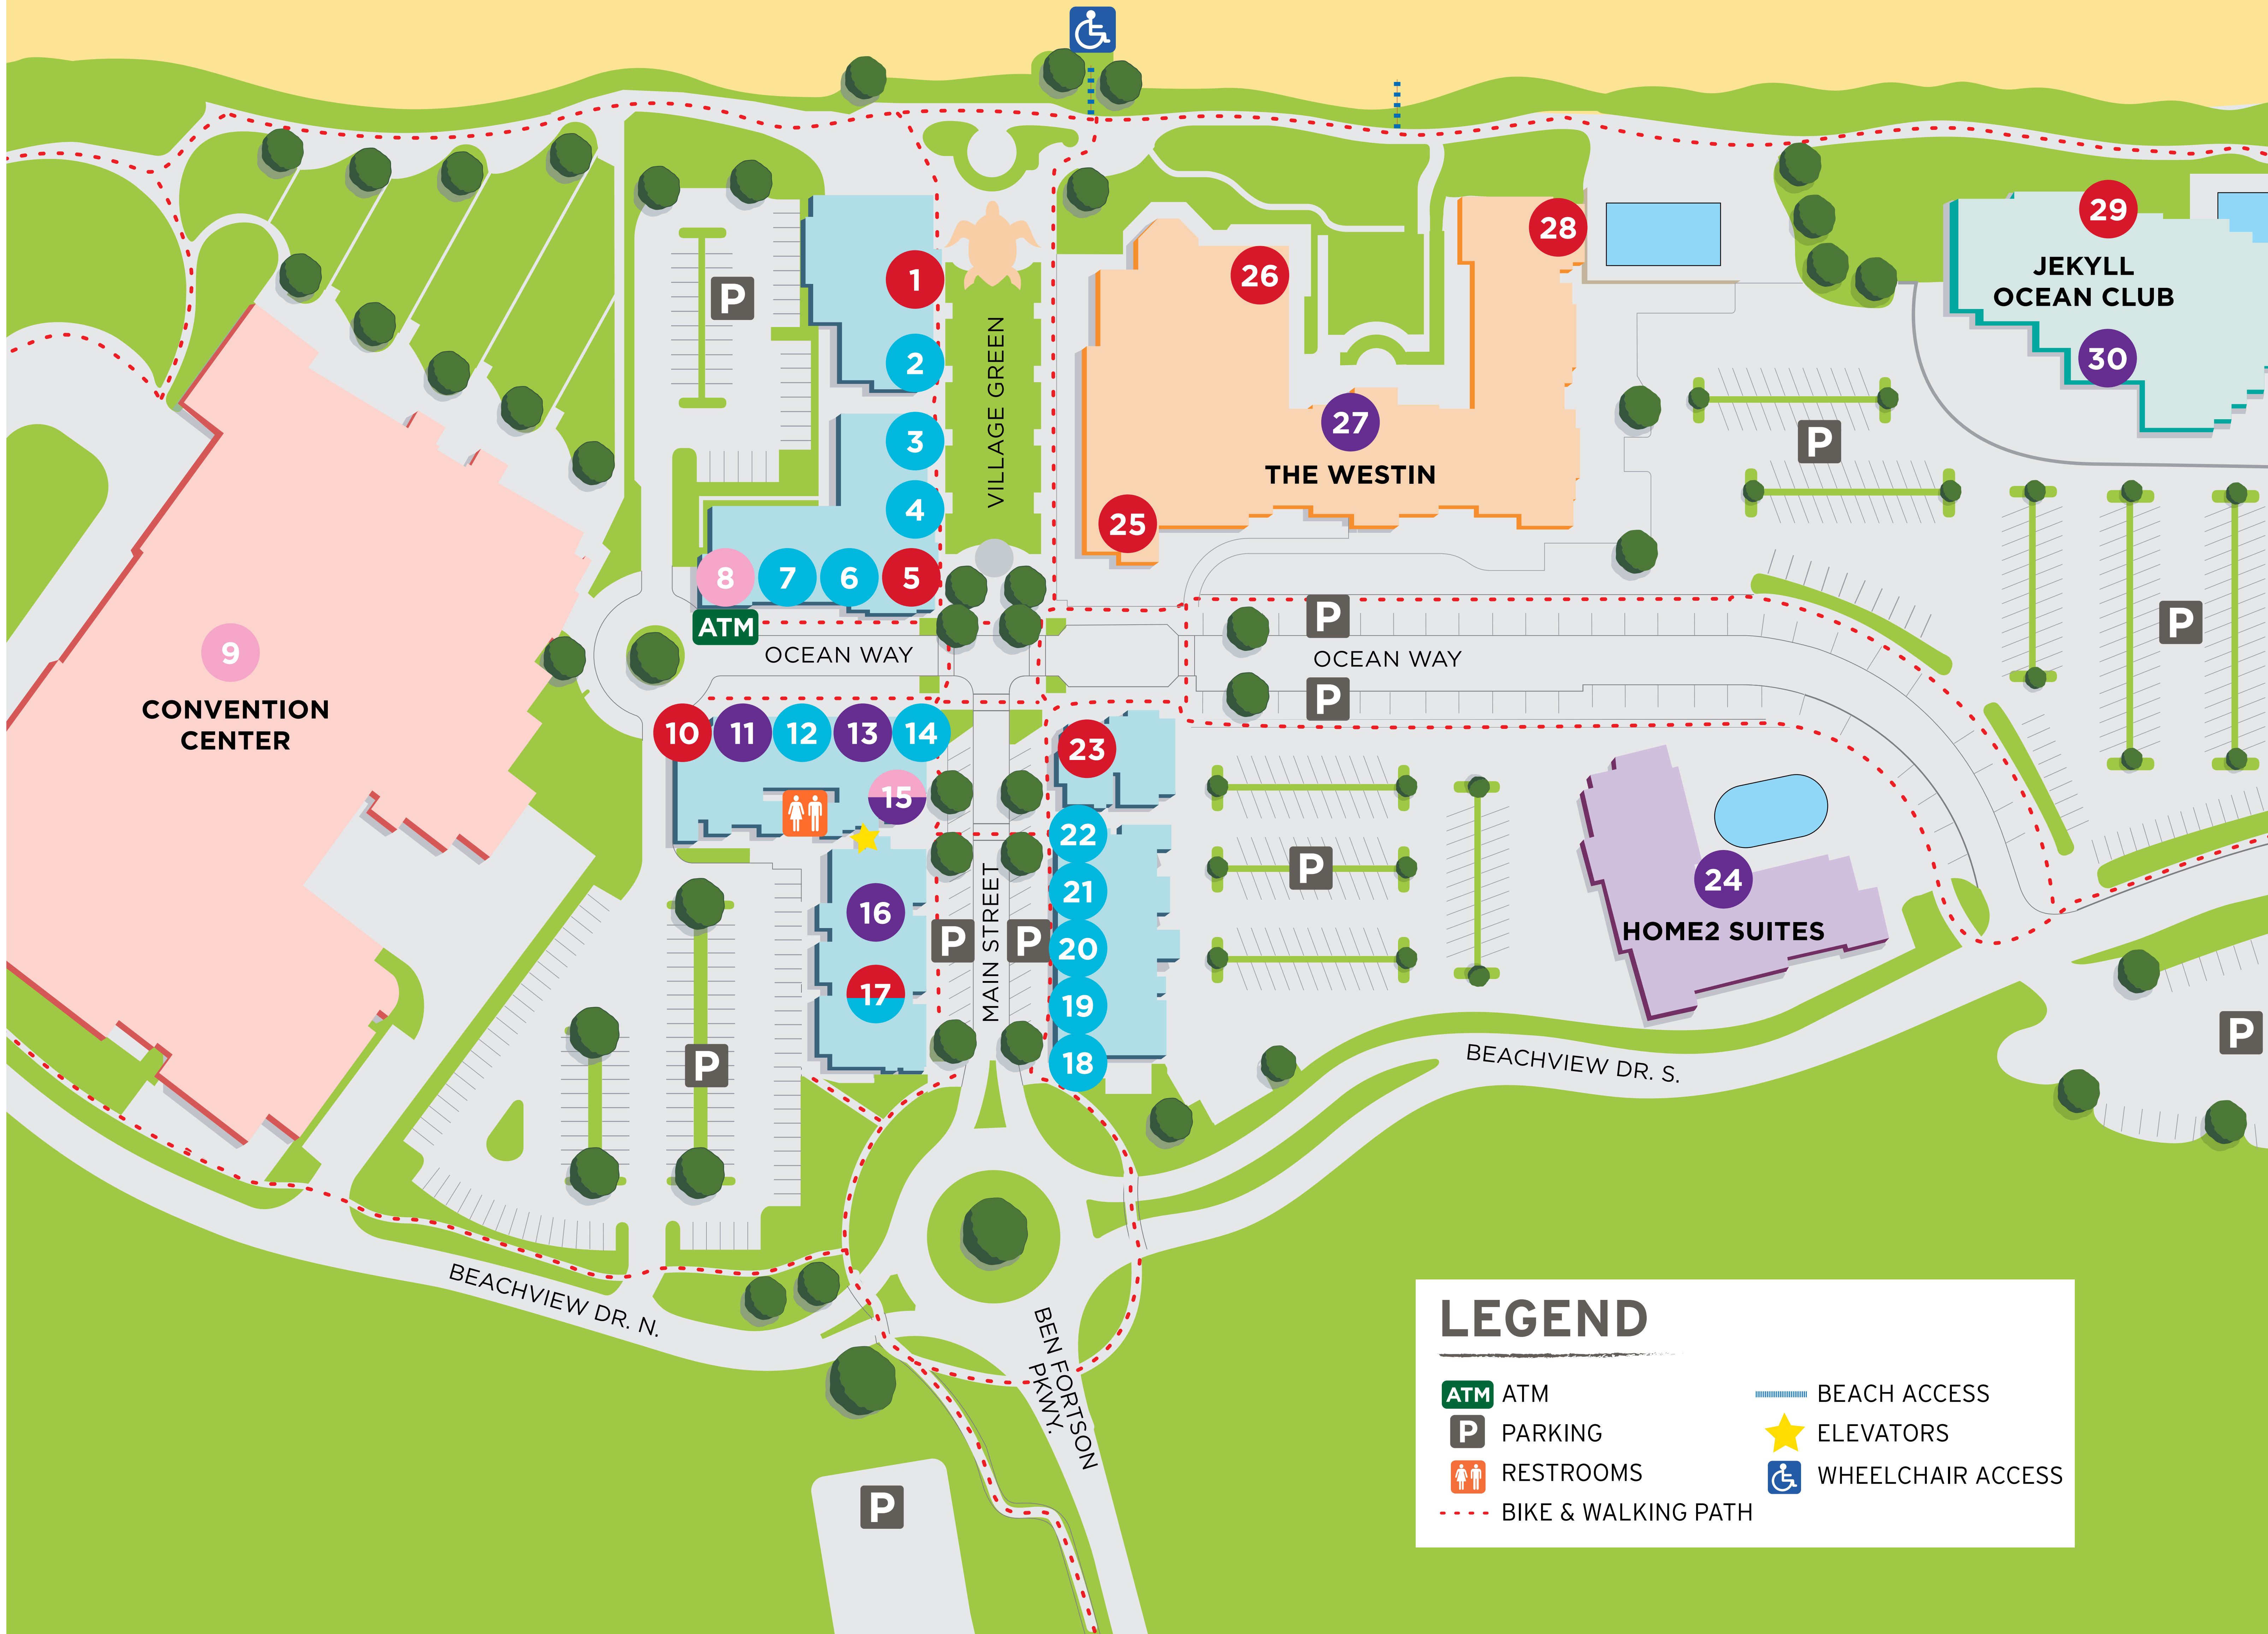 1
2
3
4
5
6
7
8
ATM
P
VILLAGE GREEN
26
28
27
THE WESTIN
25
29
JEKYLL
OCEAN CLUB
30
P
P
9
CONVENTION
CENTER
OCEAN WAY
OCEAN WAY
P
P
10
11
12
13
14
15
16
17
23
22
21
20
19
18
P
P
MAIN STREET
P
24
HOME2 SUITES
P
P
BEACHVIEW DR. S.
BEACHVIEW DR. N.
BEN FORTSON
PKWY.
P
LEGEND
ATM ATM
P PARKING
RESTROOMS
BIKE & WALKING PATH
BEACH ACCESS
ELEVATORS
WHEELCHAIR ACCESS